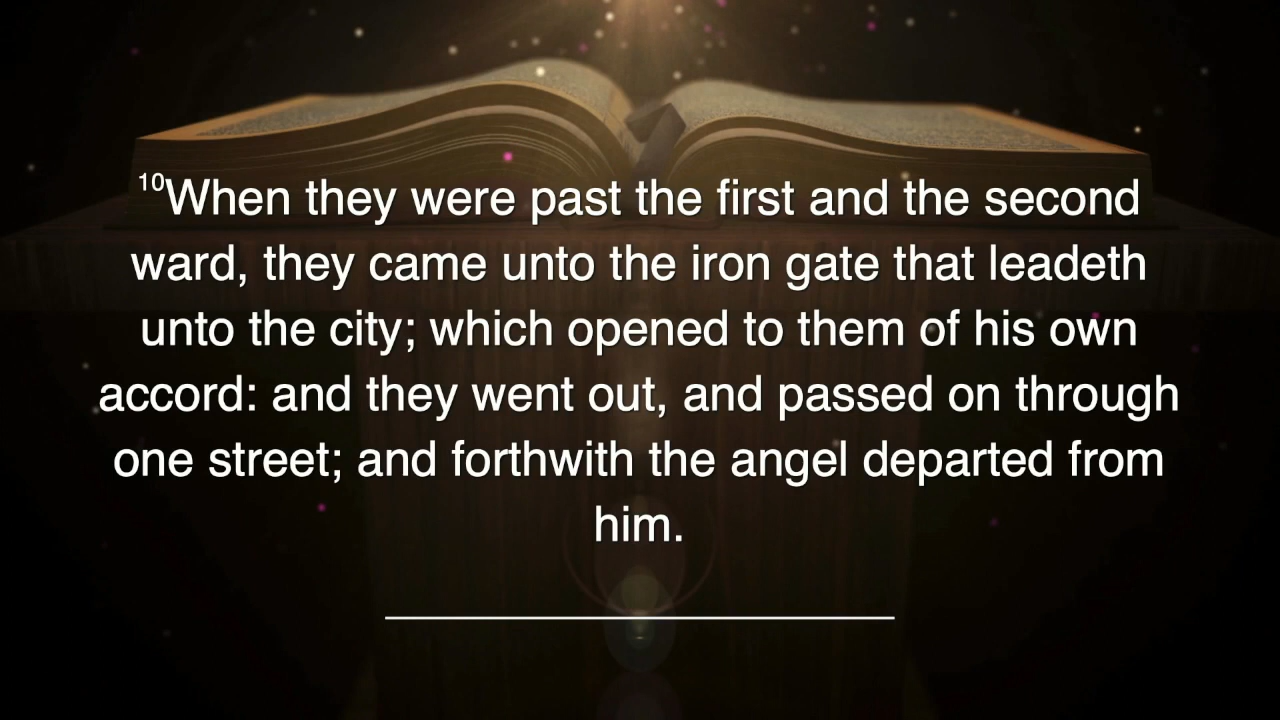 10When they were past the first and the second
ward, they came unto the iron gate that leadeth
unto the city; which opened to them of his own
accord: and they went out, and passed on through
one street; and forthwith the angel departed from
him.